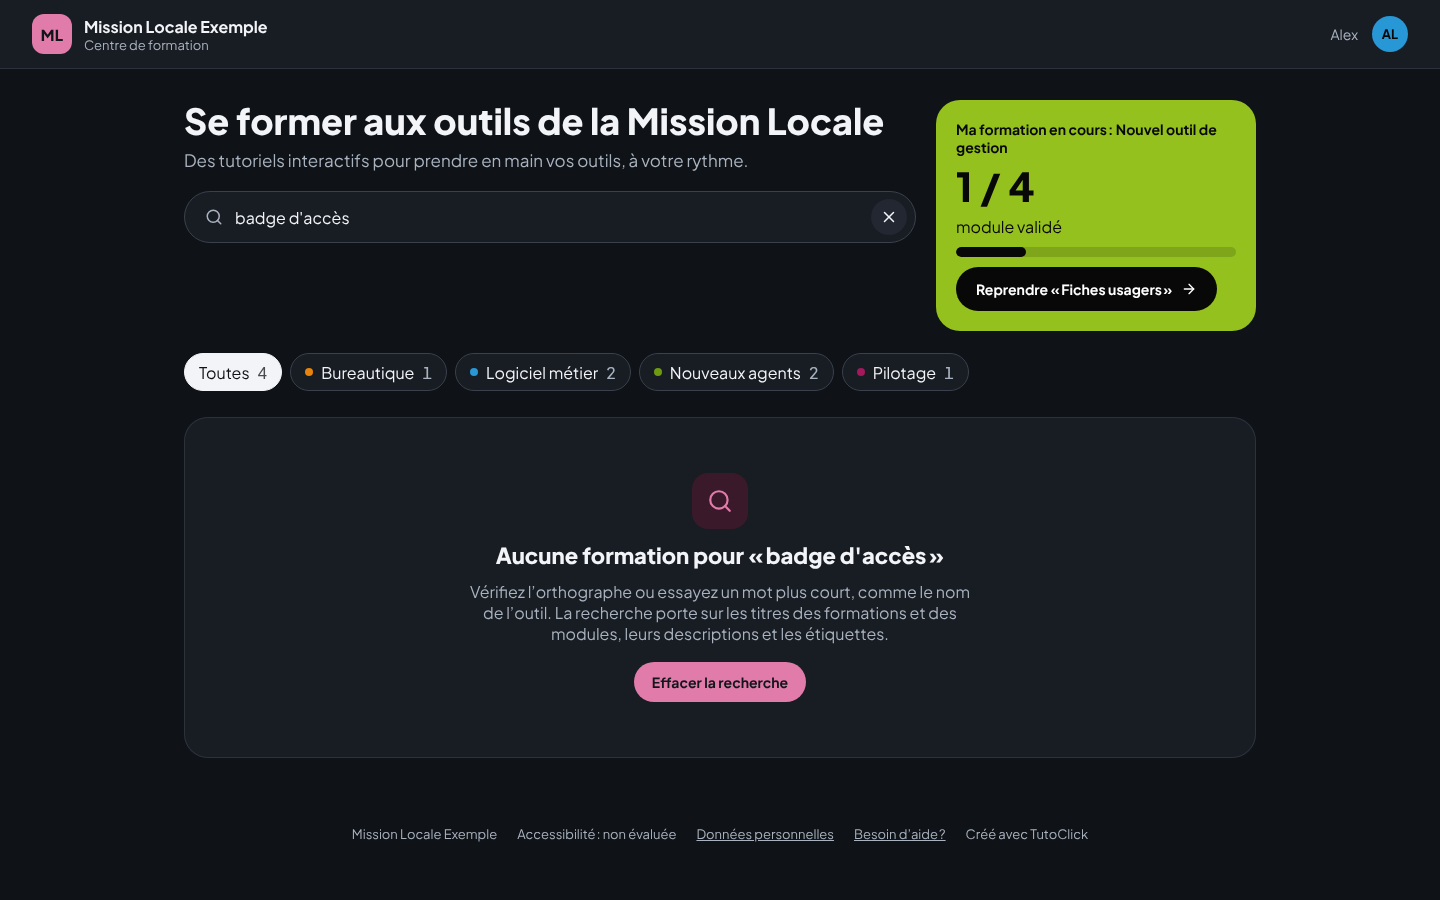 ML
Mission Locale Exemple
Centre de formation
Alex
AL
Se former aux outils de la Mission Locale
Des tutoriels interactifs pour prendre en main vos outils, à votre rythme.
badge d'accès
Ma formation en cours : Nouvel outil de
gestion
1 / 4
module validé
Reprendre « Fiches usagers »
Toutes 4
Bureautique 1
Logiciel métier 2
Nouveaux agents 2
Pilotage 1
Aucune formation pour « badge d'accès »
Vérifiez l’orthographe ou essayez un mot plus court, comme le nom
de l’outil. La recherche porte sur les titres des formations et des
modules, leurs descriptions et les étiquettes.
Effacer la recherche
Mission Locale Exemple
Accessibilité : non évaluée
Données personnelles
Besoin d’aide ?
Créé avec TutoClick